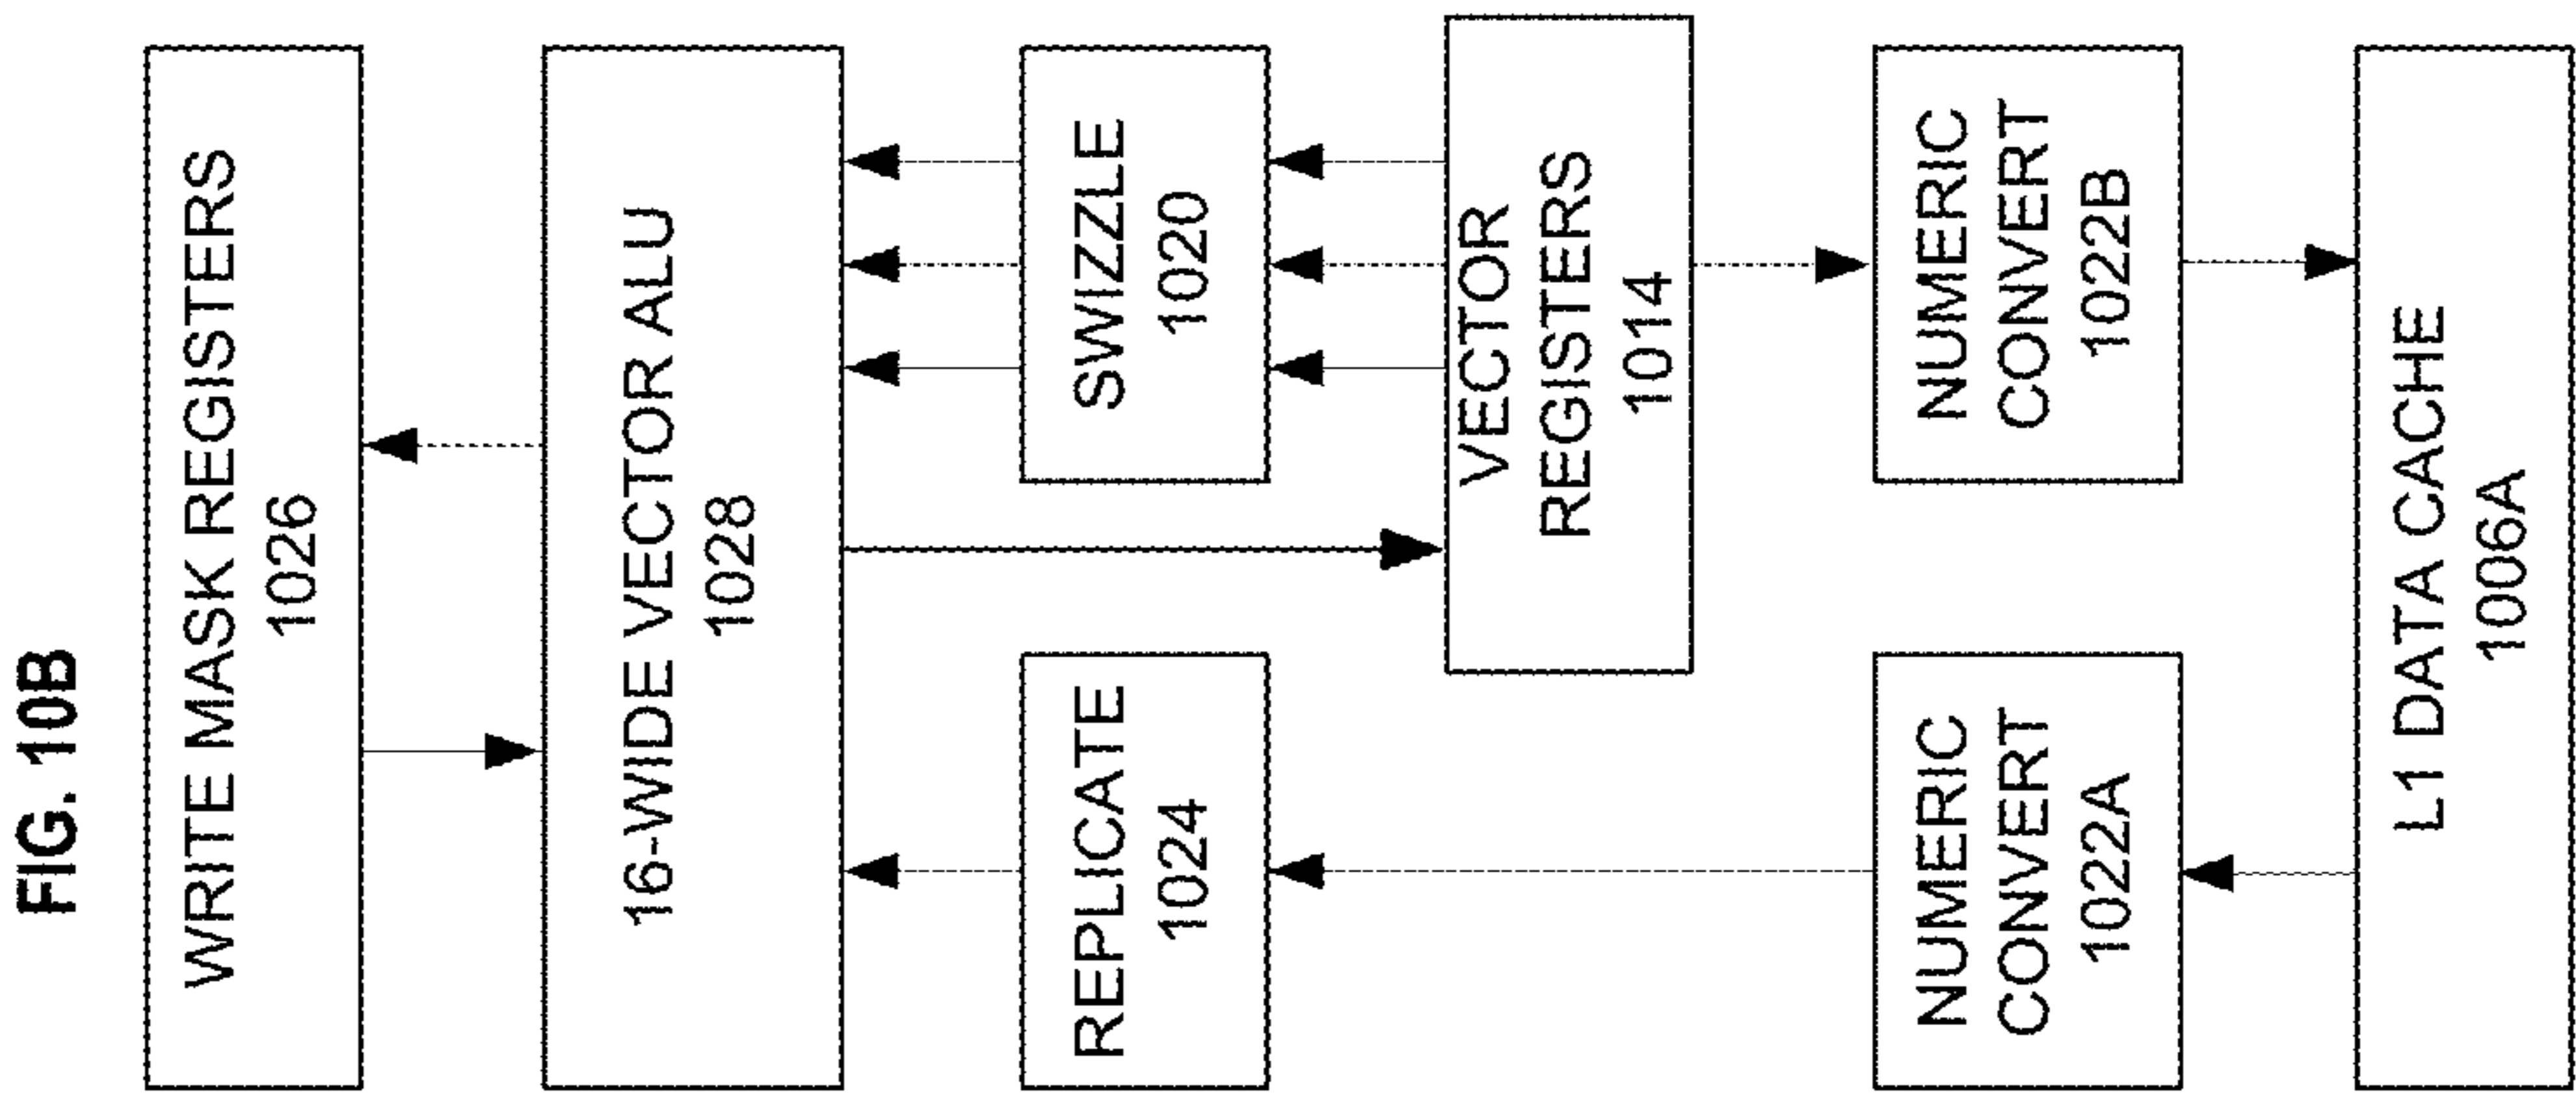 FIG. 10B
WRITE MASK REGISTERS
1026
16-WIDE VECTOR ALU
1028
REPLICATE
1024
SWIZZLE
1020
VECTOR
REGISTERS
1014
NUMERIC
CONVERT
1022A
NUMERIC
CONVERT
1022B
L1 DATA CACHE
1006A